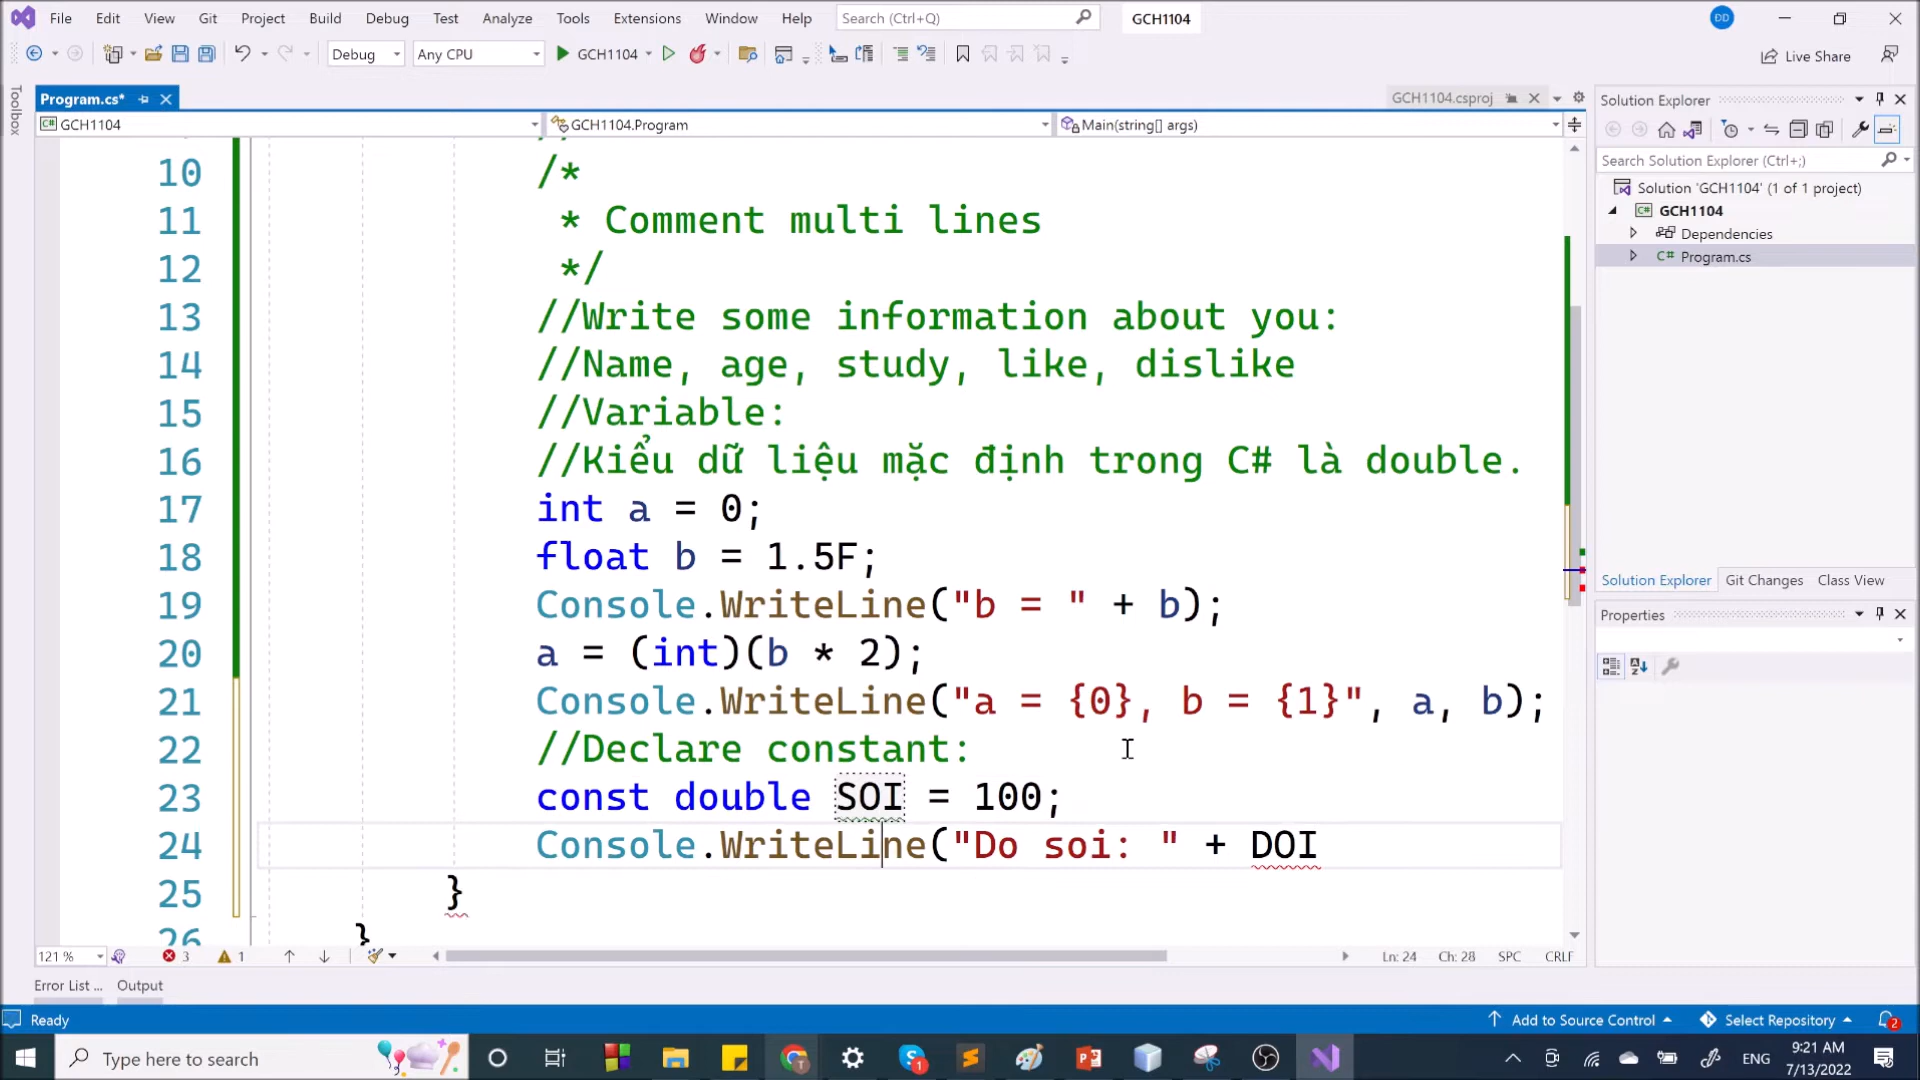 File Edit View Git Project Build Debug Test Analyze Tools Extensions Window Help Search (Ctrl+Q) GCH1104 DD
Debug Any CPU GCH1104 Live Share
Toolbox
Program.cs* GCH1104.csproj
GCH1104 GCH1104.Program Main(string[] args)
10 /*
11 * Comment multi lines
12 */
13 //Write some information about you:
14 //Name, age, study, like, dislike
15 //Variable:
16 //Kiểu dữ liệu mặc định trong C# là double.
17 int a = 0;
18 float b = 1.5F;
19 Console.WriteLine("b = " + b);
20 a = (int)(b * 2);
21 Console.WriteLine("a = {0}, b = {1}", a, b);
22 //Declare constant:
23 const double SOI = 100;
24 Console.WriteLine("Do soi: " + DOI
25 }
26 }
121 % 3 1 Ln: 24 Ch: 28 SPC CRLF
Error List ... Output
Solution Explorer
Search Solution Explorer (Ctrl+;)
Solution 'GCH1104' (1 of 1 project)
C# GCH1104
Dependencies
C# Program.cs
Solution Explorer Git Changes Class View
Properties
Ready Add to Source Control Select Repository 2
Type here to search 1 ENG 9:21 AM
7/13/2022